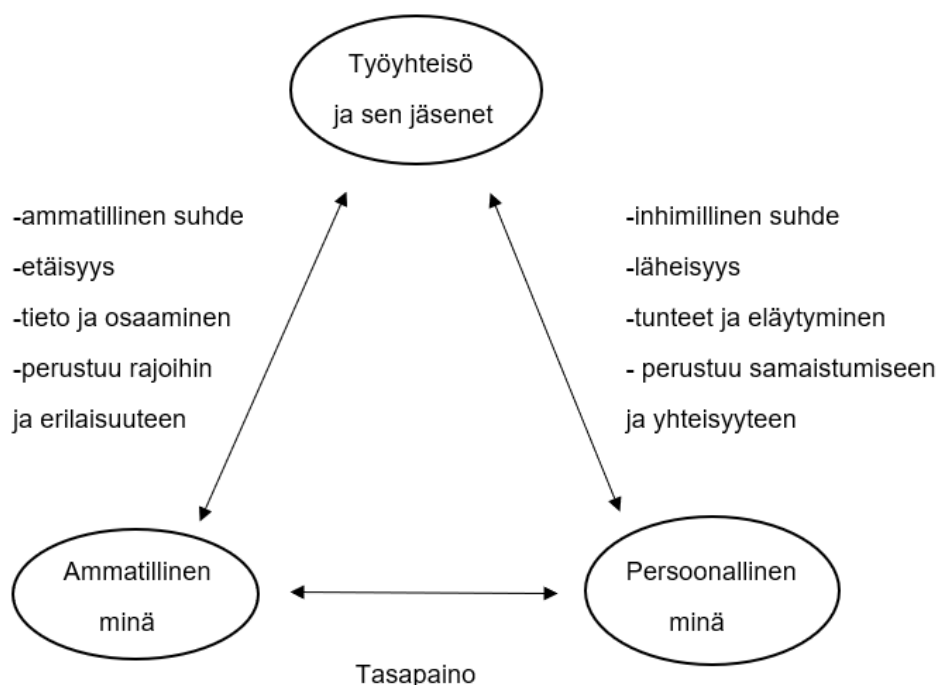 Työyhteisö
ja sen jäsenet
-ammatillinen suhde
-etäisyys
-tieto ja osaaminen
-perustuu rajoihin
ja erilaisuuteen
-inhimillinen suhde
-läheisyys
-tunteet ja eläytyminen
- perustuu samaistumiseen
ja yhteisyyteen
Ammatillinen
minä
Persoonallinen
minä
Tasapaino